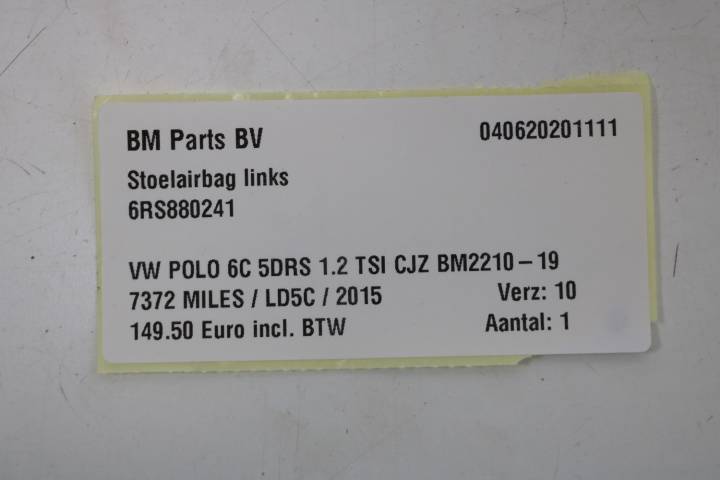 BM Parts BV 040620201111
Stoelairbag links
6RS880241
VW POLO 6C 5DRS 1.2 TSI CJZ BM2210-19
7372 MILES / LD5C / 2015 Verz: 10
149.50 Euro incl. BTW Aantal: 1